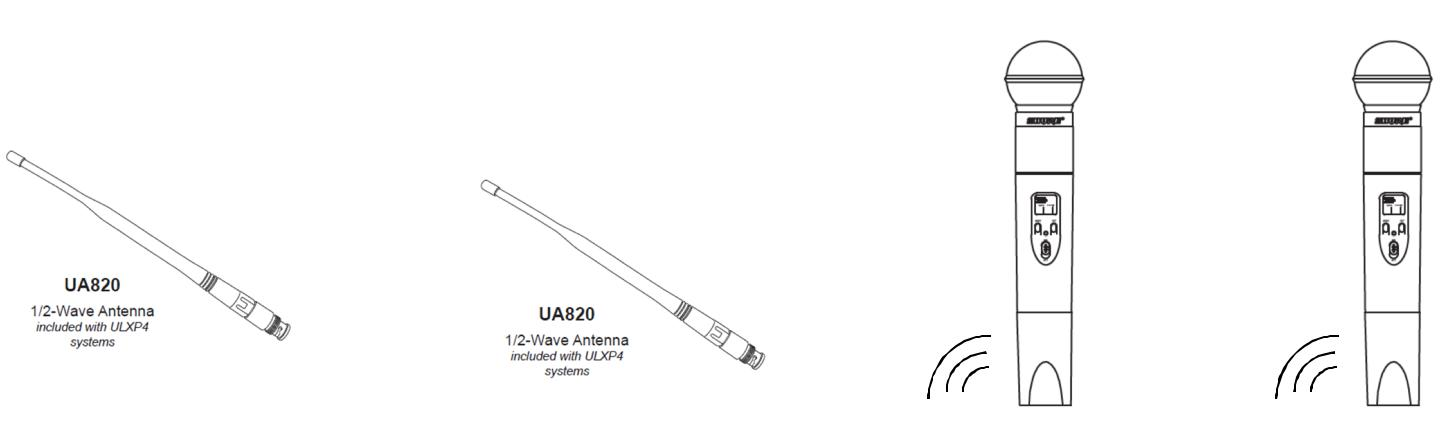 UA820
1/2-Wave Antenna
included with ULXP4
systems
UA820
1/2-Wave Antenna
included with ULXP4
systems